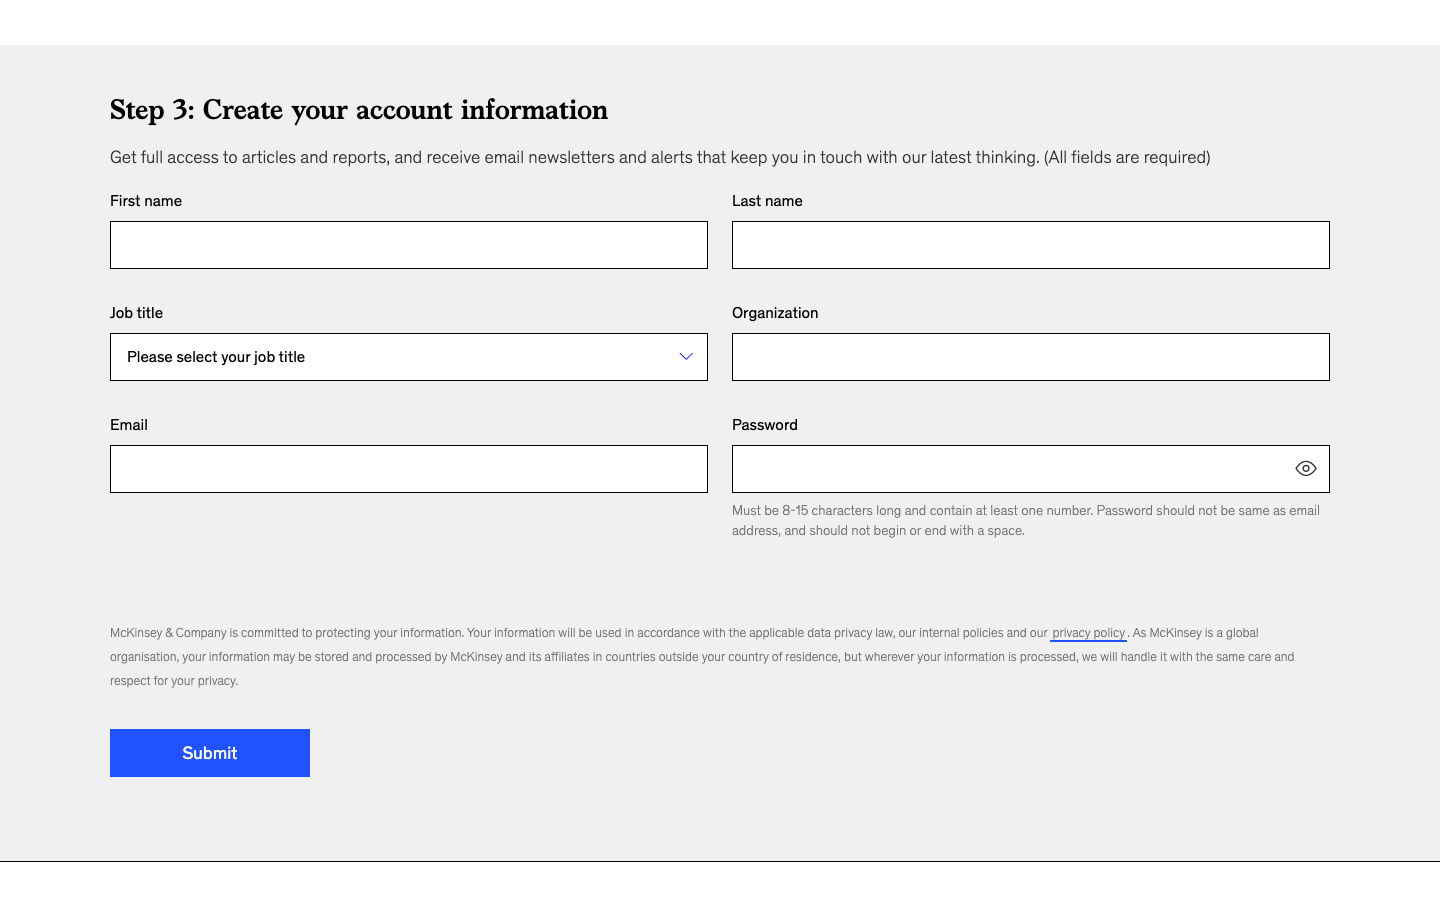 Step 3: Create your account information
Get full access to articles and reports, and receive email newsletters and alerts that keep you in touch with our latest thinking. (All fields are required)
First name
Last name
Job title
Please select your job title
Organization
Email
Password
Must be 8-15 characters long and contain at least one number. Password should not be same as email
address, and should not begin or end with a space.
McKinsey & Company is committed to protecting your information. Your information will be used in accordance with the applicable data privacy law, our internal policies and our privacy policy. As McKinsey is a global
organisation, your information may be stored and processed by McKinsey and its affiliates in countries outside your country of residence, but wherever your information is processed, we will handle it with the same care and
respect for your privacy.
Submit